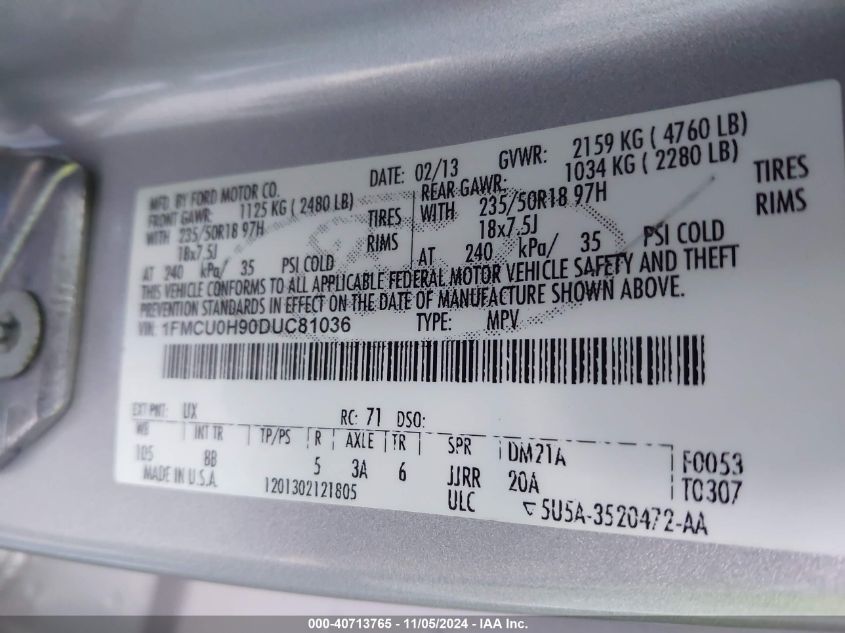 MFD. BY FORD MOTOR CO. DATE: 02/13 GVWR: 2159 KG ( 4760 LB)
FRONT GAWR: 1125 KG ( 2480 LB) REAR GAWR: 1034 KG ( 2280 LB)
WITH 235/50R18 97H TIRES WITH 235/50R18 97H TIRES
18x7.5J RIMS 18x7.5J RIMS
AT 240 kPa/ 35 PSI COLD AT 240 kPa/ 35 PSI COLD
THIS VEHICLE CONFORMS TO ALL APPLICABLE FEDERAL MOTOR VEHICLE SAFETY AND THEFT
PREVENTION STANDARDS IN EFFECT ON THE DATE OF MANUFACTURE SHOWN ABOVE.
VIN: 1FMCU0H90DUC81036 TYPE: MPV
EXT PNT: UX RC: 71 DSO:
WB INT TR TP/PS R AXLE TR SPR DM21A F0053
105 8B 5 3A 6 JJRR 20A T0307
MADE IN U.S.A. 1201302121805 ULC 5U5A-3520472-AA
000-40713765 - 11/05/2024 - IAA Inc.